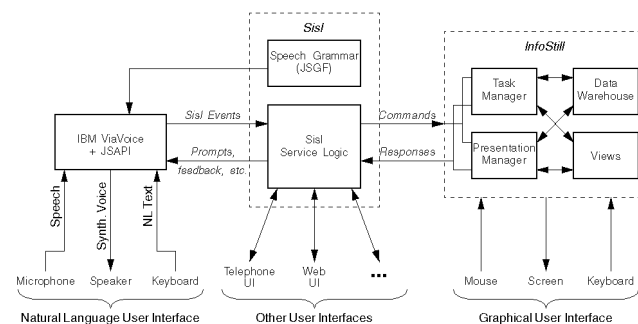 Sisl
InfoStill
Speech Grammar
(JSGF)
Task
Manager
Data
Warehouse
Sisl Events
Commands
IBM ViaVoice
+ JSAPI
Sisl
Service Logic
Prompts,
feedback, etc.
Responses
Presentation
Manager
Views
Speech
Synth. Voice
NL Text
Microphone
Speaker
Keyboard
Telephone
UI
Web
UI
...
Mouse
Screen
Keyboard
Natural Language User Interface
Other User Interfaces
Graphical User Interface